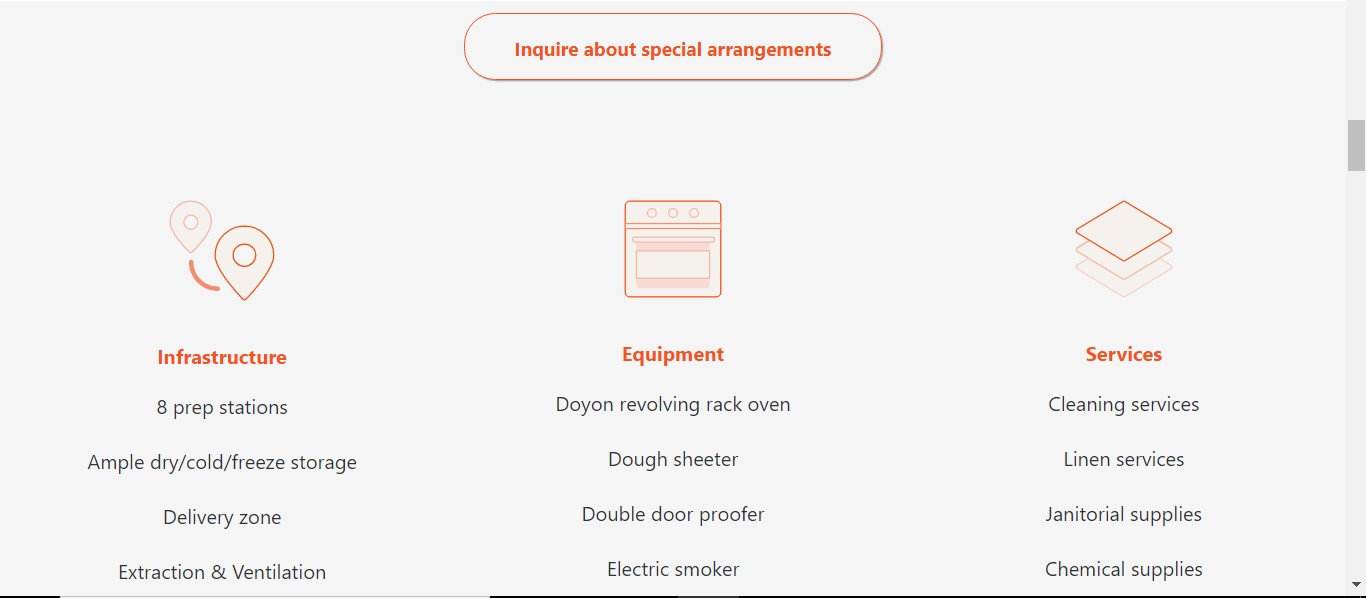 Inquire about special arrangements
Infrastructure
8 prep stations
Ample dry/cold/freeze storage
Delivery zone
Extraction & Ventilation
Equipment
Doyon revolving rack oven
Dough sheeter
Double door proofer
Electric smoker
Services
Cleaning services
Linen services
Janitorial supplies
Chemical supplies